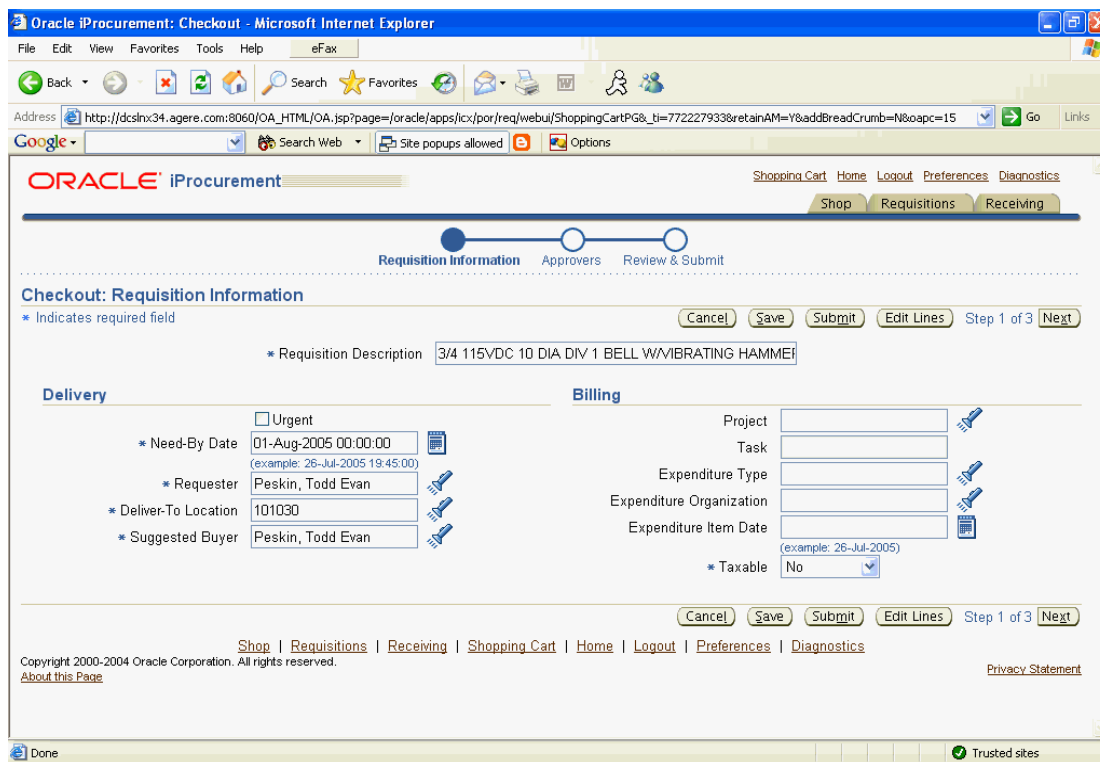 Oracle iProcurement: Checkout - Microsoft Internet Explorer
File Edit View Favorites Tools Help eFax
Back Search Favorites
Address http://dcslnx34.agere.com:8060/OA_HTML/OA.jsp?page=/oracle/apps/icx/por/req/webui/ShoppingCartPG&_ti=772227933&retainAM=Y&addBreadCrumb=N&oapc=15 Go Links
Google Search Web Site popups allowed Options
ORACLE iProcurement
Shopping Cart Home Logout Preferences Diagnostics
Shop Requisitions Receiving
Requisition Information Approvers Review & Submit
Checkout: Requisition Information
* Indicates required field Cancel Save Submit Edit Lines Step 1 of 3 Next
* Requisition Description 3/4 115VDC 10 DIA DIV 1 BELL W/VIBRATING HAMMER
Delivery
Urgent
* Need-By Date 01-Aug-2005 00:00:00
(example: 26-Jul-2005 19:45:00)
* Requester Peskin, Todd Evan
* Deliver-To Location 101030
* Suggested Buyer Peskin, Todd Evan
Billing
Project
Task
Expenditure Type
Expenditure Organization
Expenditure Item Date
(example: 26-Jul-2005)
* Taxable No
Cancel Save Submit Edit Lines Step 1 of 3 Next
Shop | Requisitions | Receiving | Shopping Cart | Home | Logout | Preferences | Diagnostics
Copyright 2000-2004 Oracle Corporation. All rights reserved.
About this Page
Privacy Statement
Done Trusted sites